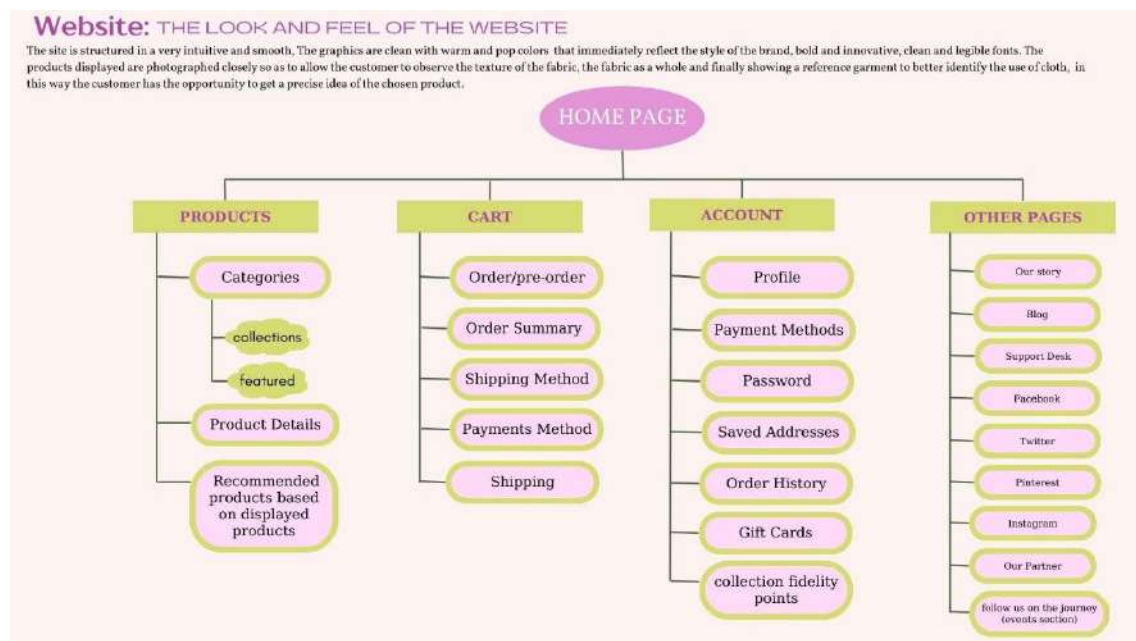 Website: THE LOOK AND FEEL OF THE WEBSITE
The site is structured in a very intuitive and smooth, The graphics are clean with warm and pop colors that immediately reflect the style of the brand, bold and innovative, clean and legible fonts. The
products displayed are photographed closely so as to allow the customer to observe the texture of the fabric, the fabric as a whole and finally showing a reference garment to better identify the use of cloth, in
this way the customer has the opportunity to get a precise idea of the chosen product.
HOME PAGE
PRODUCTS
Categories
collections
featured
Product Details
Recommended
products based
on displayed
products
CART
Order/pre-order
Order Summary
Shipping Method
Payments Method
Shipping
ACCOUNT
Profile
Payment Methods
Password
Saved Addresses
Order History
Gift Cards
collection fidelity
points
OTHER PAGES
Our story
Blog
Support Desk
Facebook
Twitter
Pinterest
Instagram
Our Partner
follow us on the journey
(events section)